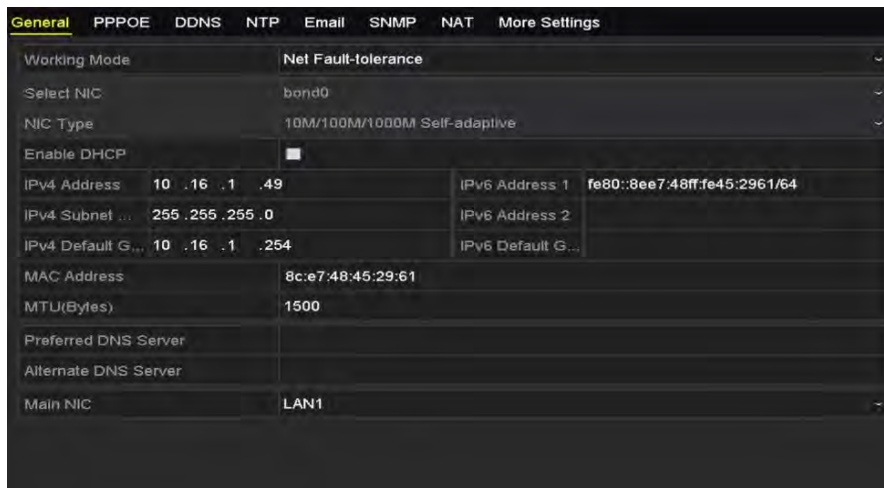 General PPPOE DDNS NTP Email SNMP NAT More Settings
Working Mode Net Fault-tolerance
Select NIC bond0
NIC Type 10M/100M/1000M Self-adaptive
Enable DHCP
IPv4 Address 10 .16 .1 .49 IPv6 Address 1 fe80::8ee7:48ff:fe45:2961/64
IPv4 Subnet ... 255 .255 .255 .0 IPv6 Address 2
IPv4 Default G... 10 .16 .1 .254 IPv6 Default G...
MAC Address 8c:e7:48:45:29:61
MTU(Bytes) 1500
Preferred DNS Server
Alternate DNS Server
Main NIC LAN1